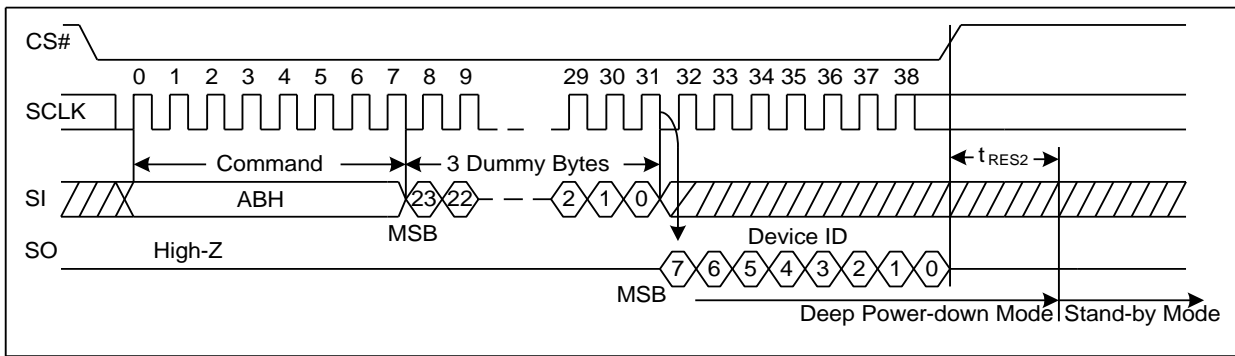 CS#
0 1 2 3 4 5 6 7 8 9 29 30 31 32 33 34 35 36 37 38
SCLK
Command 3 Dummy Bytes tRES2
SI ABH 23 22 2 1 0
MSB
SO High-Z Device ID
7 6 5 4 3 2 1 0
MSB
Deep Power-down Mode Stand-by Mode